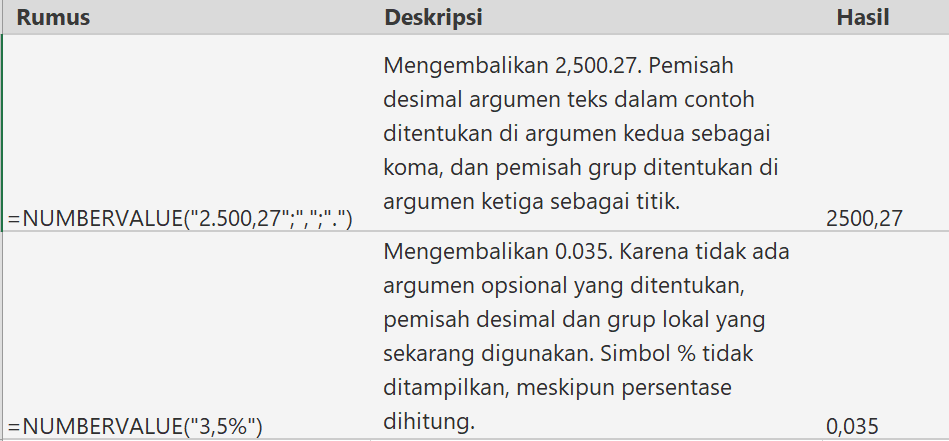 Rumus Deskripsi Hasil
Mengembalikan 2,500.27. Pemisah
desimal argumen teks dalam contoh
ditentukan di argumen kedua sebagai
koma, dan pemisah grup ditentukan di
argumen ketiga sebagai titik.
=NUMBERVALUE("2.500,27";",";".") 2500,27
Mengembalikan 0.035. Karena tidak ada
argumen opsional yang ditentukan,
pemisah desimal dan grup lokal yang
sekarang digunakan. Simbol % tidak
ditampilkan, meskipun persentase
dihitung.
=NUMBERVALUE("3,5%") 0,035